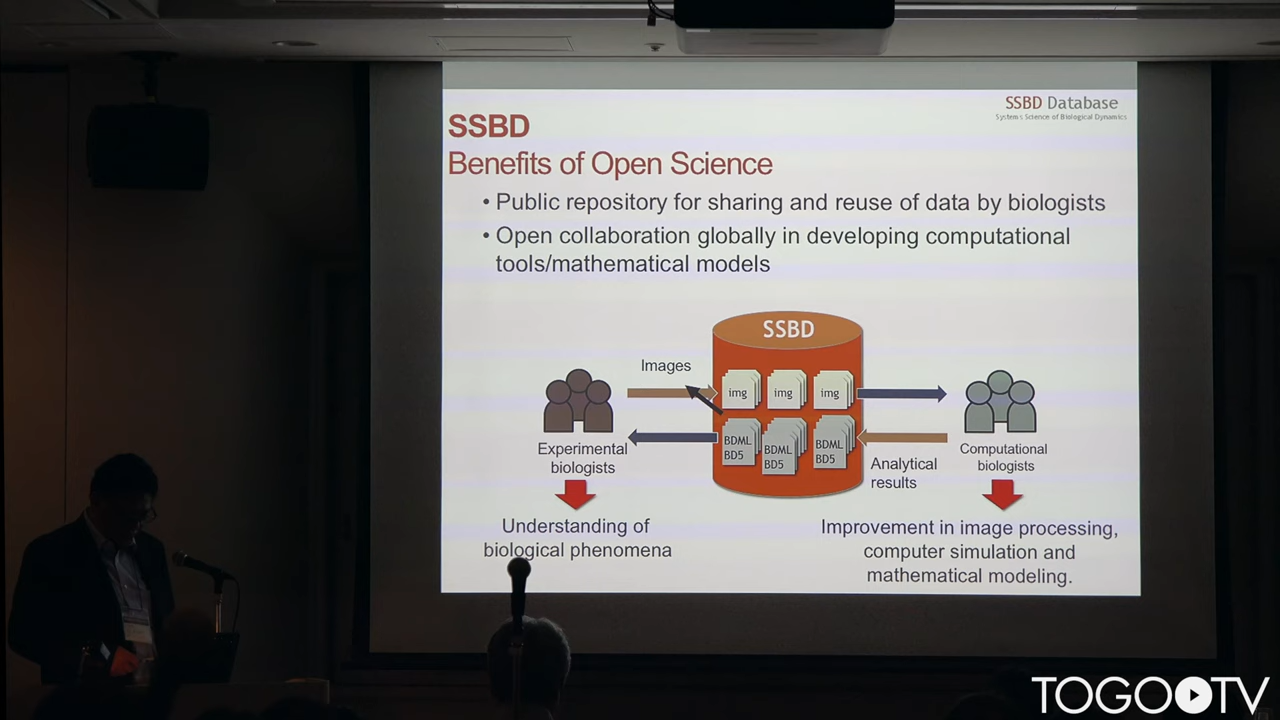 SSBD Database
Systems Science of Biological Dynamics
SSBD
Benefits of Open Science
• Public repository for sharing and reuse of data by biologists
• Open collaboration globally in developing computational
tools/mathematical models
SSBD
Images
img
img
img
BDML
BD5
BDML
BD5
BDML
BD5
Experimental
biologists
Analytical
results
Computational
biologists
Understanding of
biological phenomena
Improvement in image processing,
computer simulation and
mathematical modeling.
TOGO TV